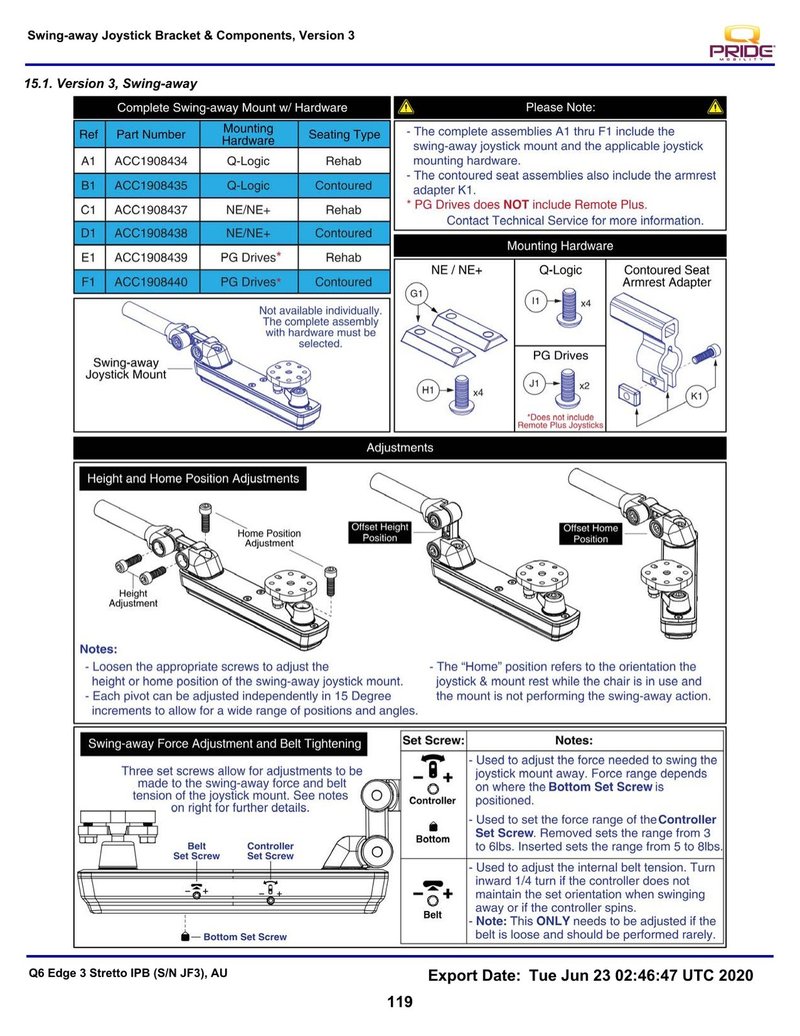 Swing-away Joystick Bracket & Components, Version 3
Q
PRIDE
MOBILITY
15.1. Version 3, Swing-away
Complete Swing-away Mount w/ Hardware
Ref Part Number Mounting Hardware Seating Type
A1 ACC1908434 Q-Logic Rehab
B1 ACC1908435 Q-Logic Contoured
C1 ACC1908437 NE/NE+ Rehab
D1 ACC1908438 NE/NE+ Contoured
E1 ACC1908439 PG Drives* Rehab
F1 ACC1908440 PG Drives* Contoured
Please Note:
- The complete assemblies A1 thru F1 include the
swing-away joystick mount and the applicable joystick
mounting hardware.
- The contoured seat assemblies also include the armrest
adapter K1.
* PG Drives does NOT include Remote Plus.
Contact Technical Service for more information.
Not available individually.
The complete assembly
with hardware must be
selected.
Swing-away
Joystick Mount
Mounting Hardware
NE / NE+
G1
H1
x4
Q-Logic
I1
x4
PG Drives
J1
x2
*Does not include
Remote Plus Joysticks
Contoured Seat
Armrest Adapter
K1
Adjustments
Height and Home Position Adjustments
Home Position
Adjustment
Height
Adjustment
Offset Height
Position
Offset Home
Position
Notes:
- Loosen the appropriate screws to adjust the
height or home position of the swing-away joystick mount.
- Each pivot can be adjusted independently in 15 Degree
increments to allow for a wide range of positions and angles.
- The “Home” position refers to the orientation the
joystick & mount rest while the chair is in use and
the mount is not performing the swing-away action.
Swing-away Force Adjustment and Belt Tightening
Three set screws allow for adjustments to be
made to the swing-away force and belt
tension of the joystick mount. See notes
on right for further details.
Belt
Set Screw
Controller
Set Screw
- +
- +
Bottom Set Screw
Set Screw: Notes:
- +
Controller
- Used to adjust the force needed to swing the
joystick mount away. Force range depends
on where the Bottom Set Screw is
positioned.
Bottom
- Used to set the force range of the Controller
Set Screw. Removed sets the range from 3
to 6lbs. Inserted sets the range from 5 to 8lbs.
- +
Belt
- Used to adjust the internal belt tension. Turn
inward 1/4 turn if the controller does not
maintain the set orientation when swinging
away or if the controller spins.
- Note: This ONLY needs to be adjusted if the
belt is loose and should be performed rarely.
Q6 Edge 3 Stretto IPB (S/N JF3), AU
Export Date: Tue Jun 23 02:46:47 UTC 2020
119